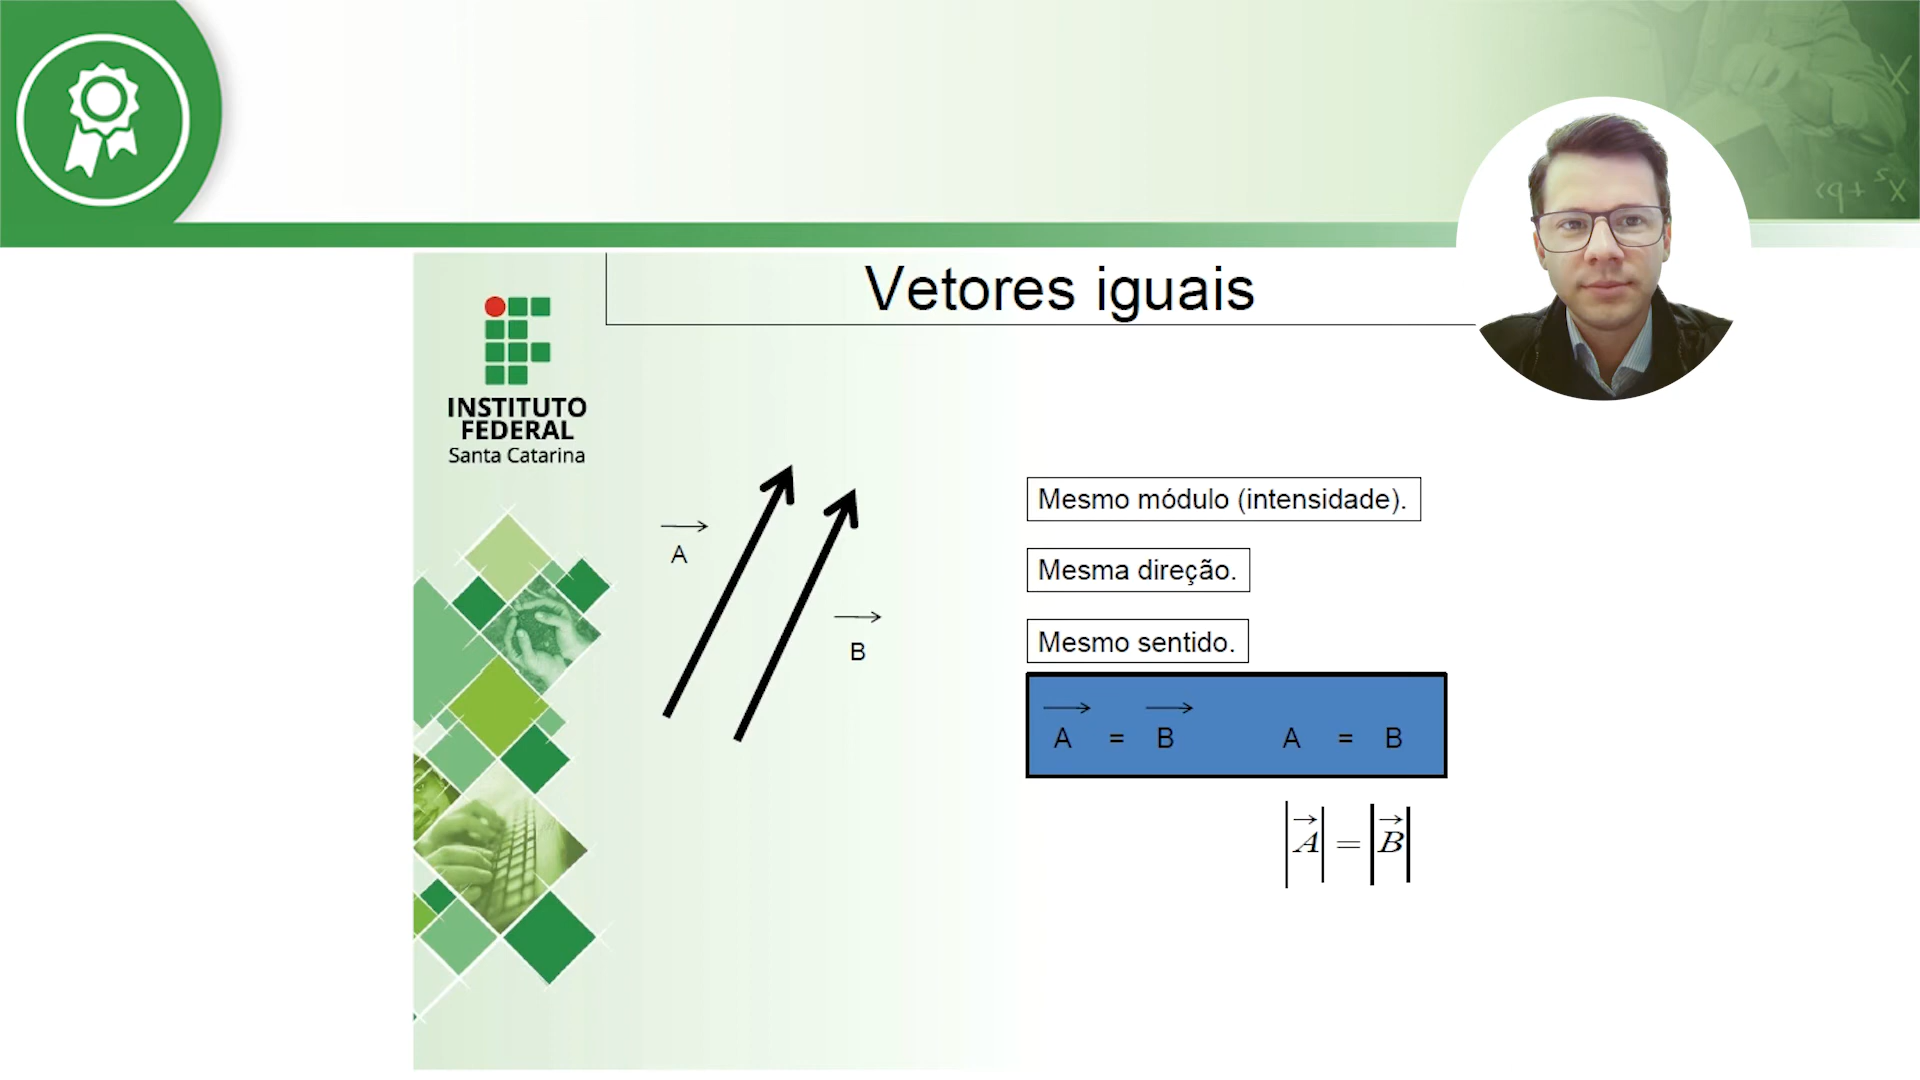 Vetores iguais
INSTITUTO
FEDERAL
Santa Catarina
A
B
Mesmo módulo (intensidade).
Mesma direção.
Mesmo sentido.
A = B A = B
|A| = |B|